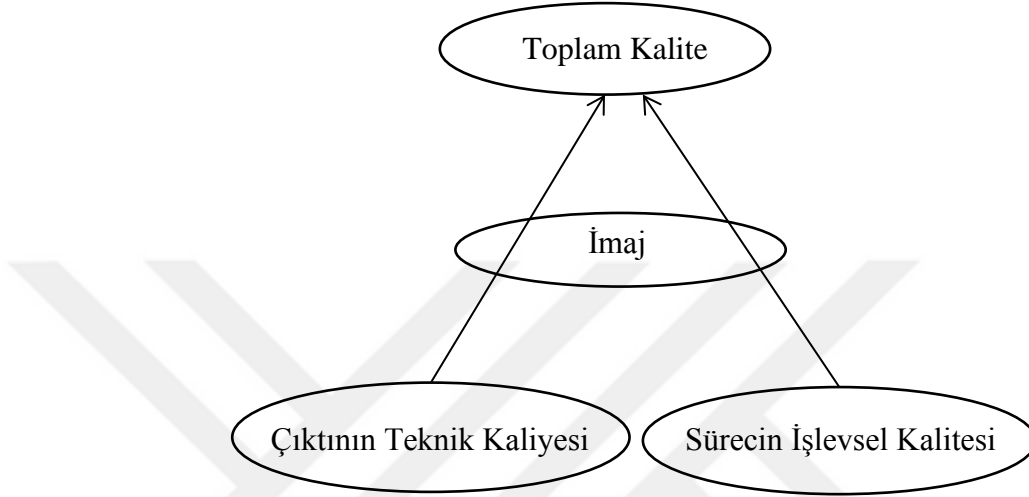 Toplam Kalite
İmaj
Çıktının Teknik Kaliyesi
Sürecin İşlevsel Kalitesi